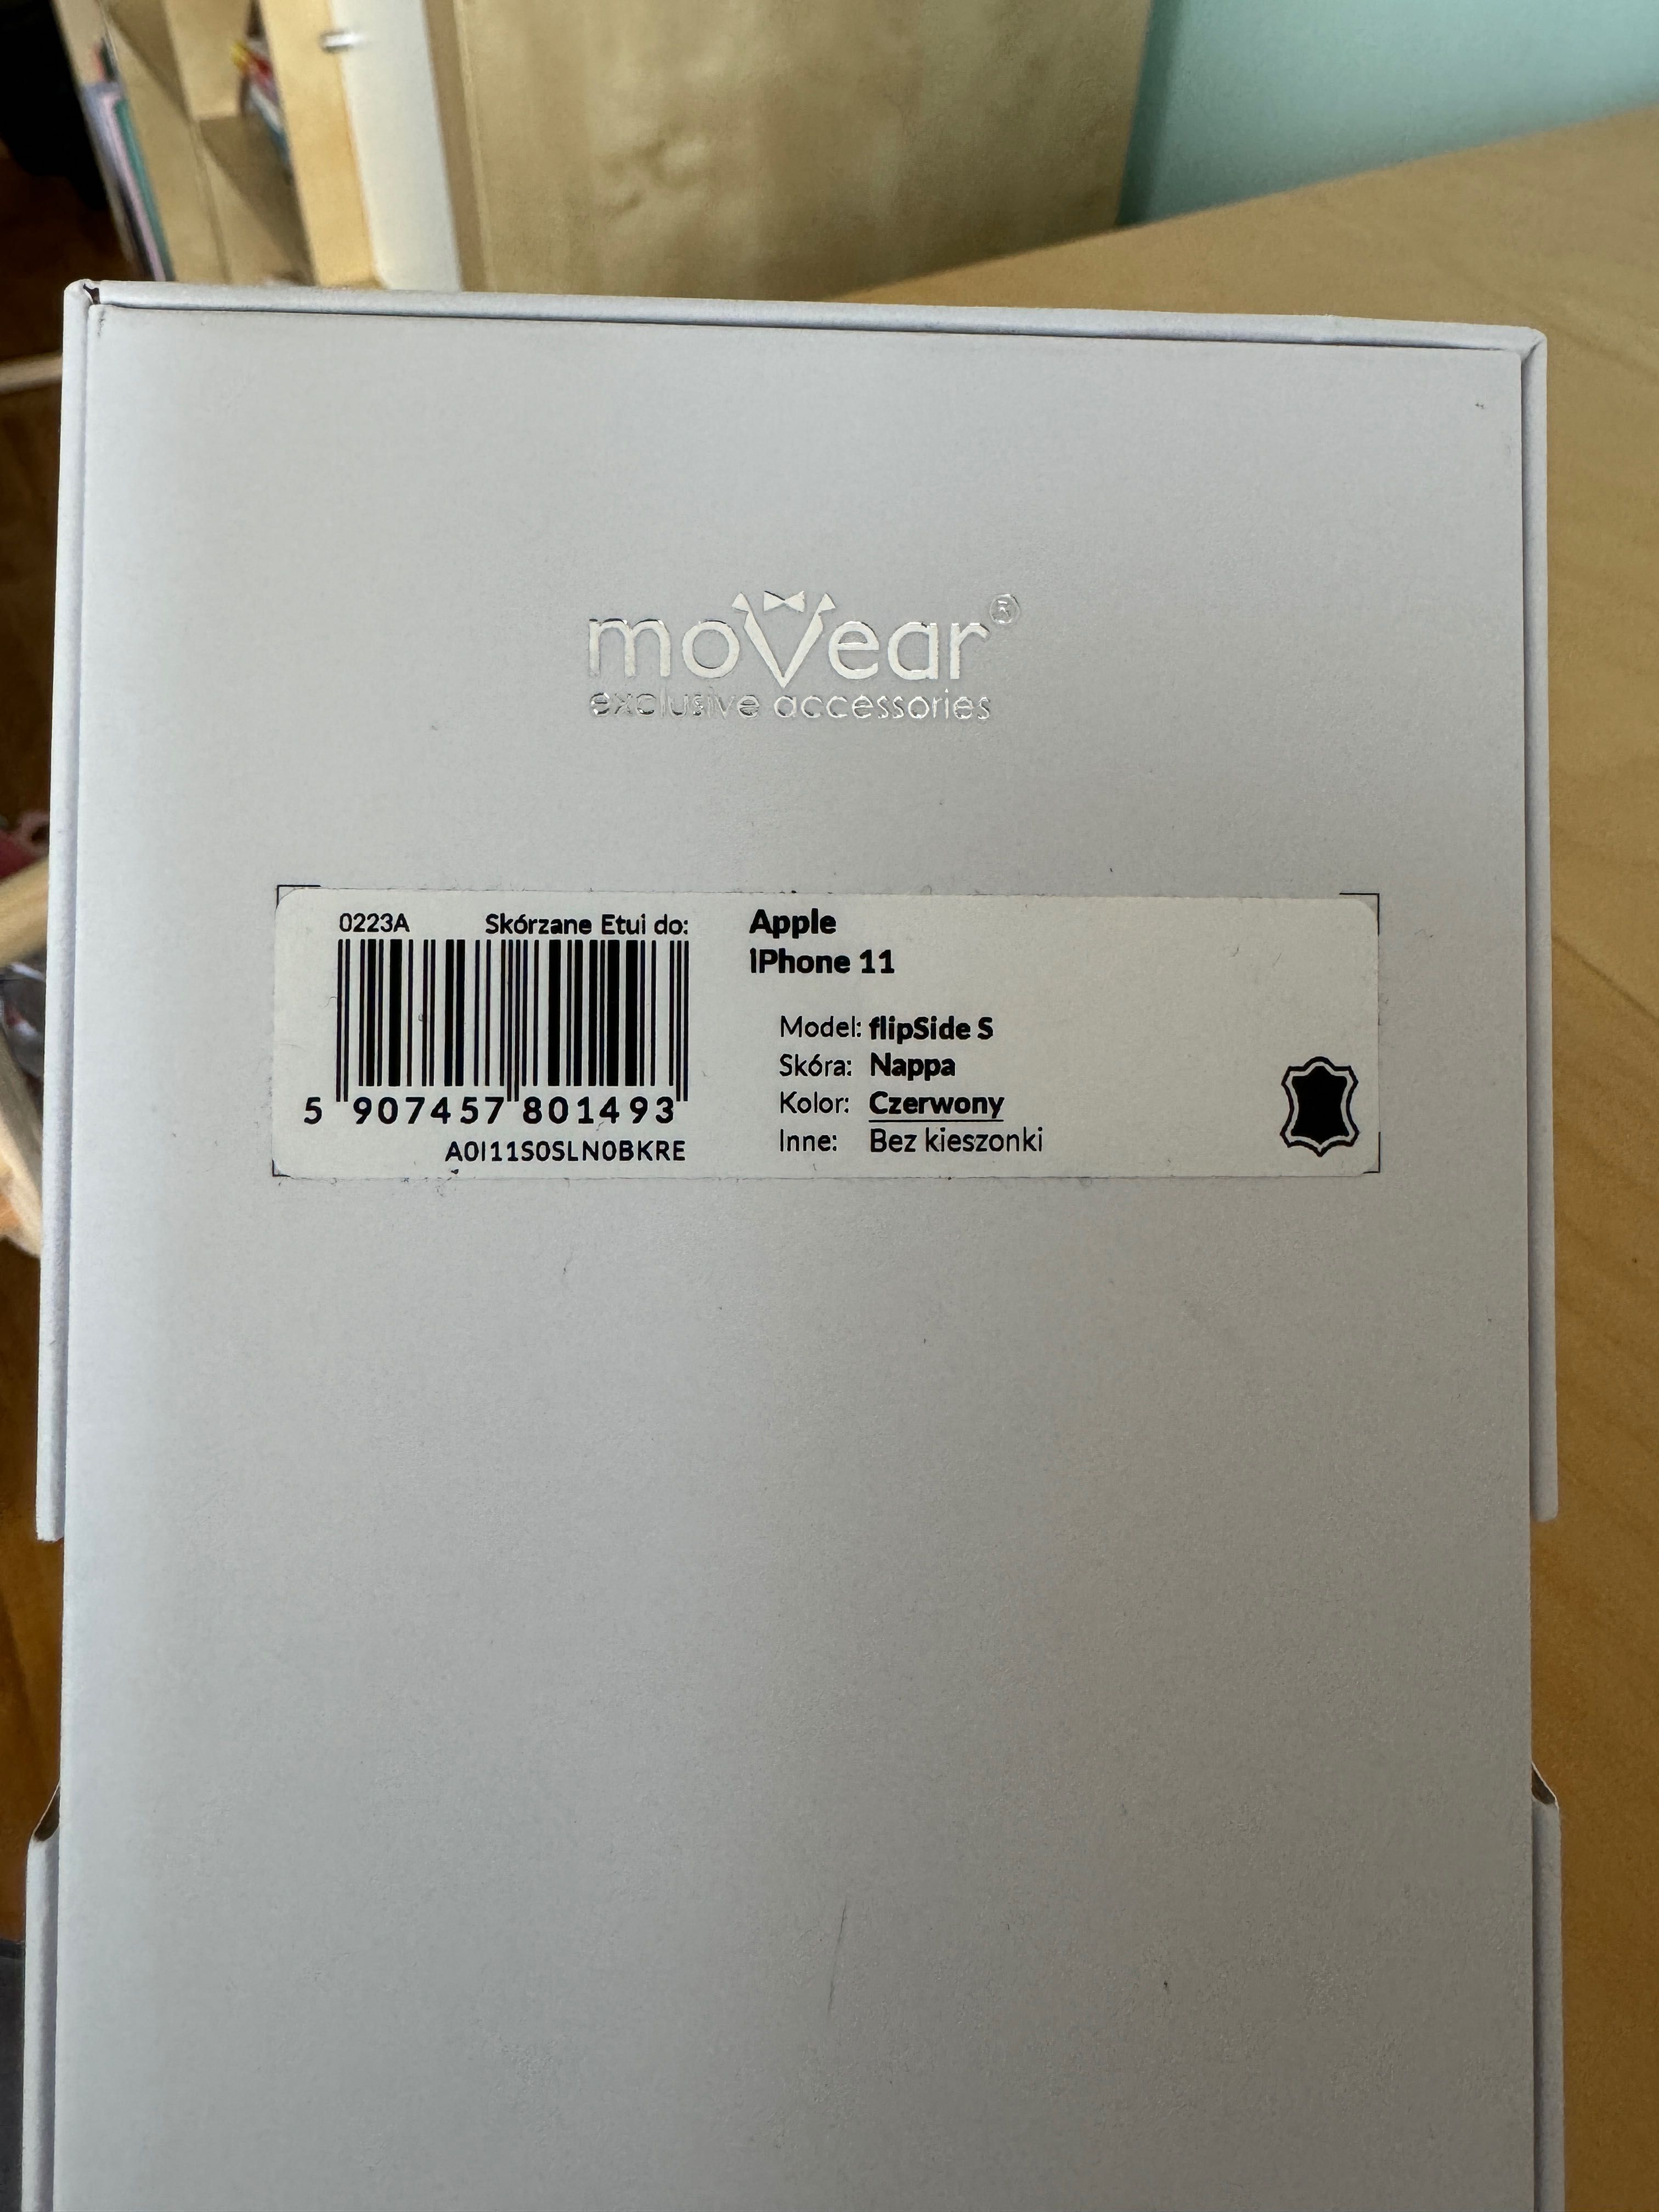 moVear®
exclusive accessories
0223A Skórzane Etui do:
5 907457 801493
A0I11S0SLN0BKRE
Apple
iPhone 11
Model: flipSide S
Skóra: Nappa
Kolor: Czerwony
Inne: Bez kieszonki